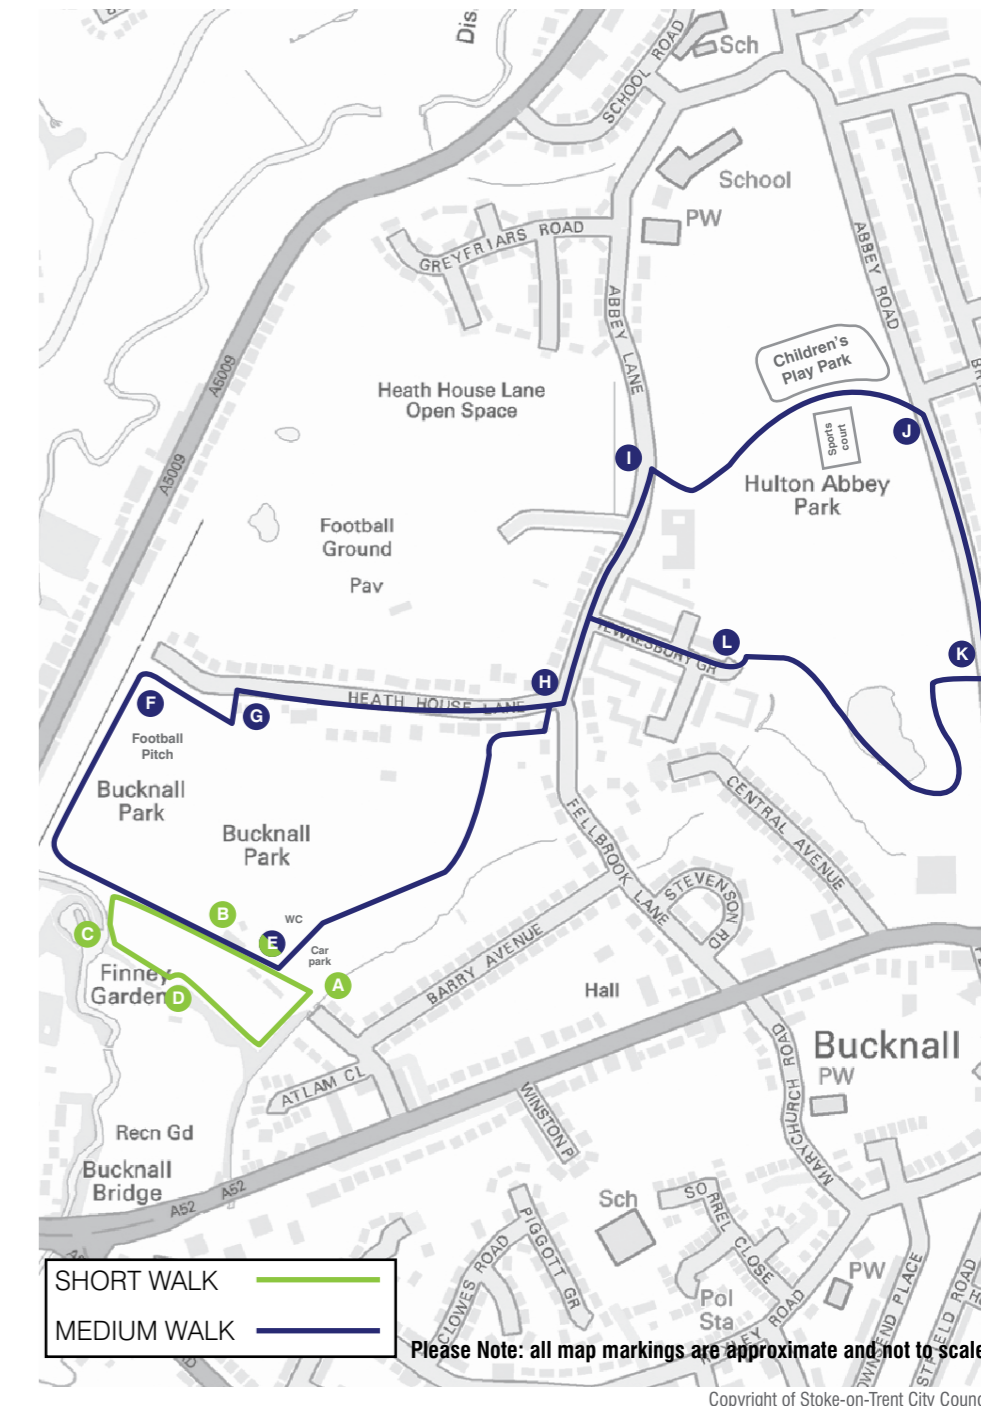 Dis
Sch
SCHOOL ROAD
School
PW
GREYFRIARS ROAD
ABBEY LANE
ABBEY ROAD
A5009
Children's
Play Park
Heath House Lane
Open Space
Sports
court
J
I
A5009
Hulton Abbey
Park
Football
Ground
Pav
TEWKESBURY GR
L
K
H
HEATH HOUSE LANE
F
G
Football
Pitch
Bucknall
Park
Bucknall
Park
CENTRAL AVENUE
FELLBROOK LANE
STEVENSON RD
B
WC
C
E
Car
park
A
BARRY AVENUE
Finney
Garden
D
Hall
Bucknall
PW
MARYCHURCH ROAD
ATLAM CL
WINSTON P
Recn Gd
Bucknall
Bridge
A52
A52
Sch
SORREL CLOSE
PIGGOTT GR
CLOWES ROAD
PW
Pol
Sta
SHORT WALK
MEDIUM WALK
Please Note: all map markings are approximate and not to scale
Copyright of Stoke-on-Trent City Counc